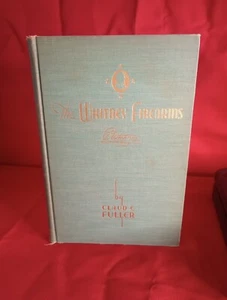 The WHITNEY FIREARMS
by
CLAUD E.
FULLER